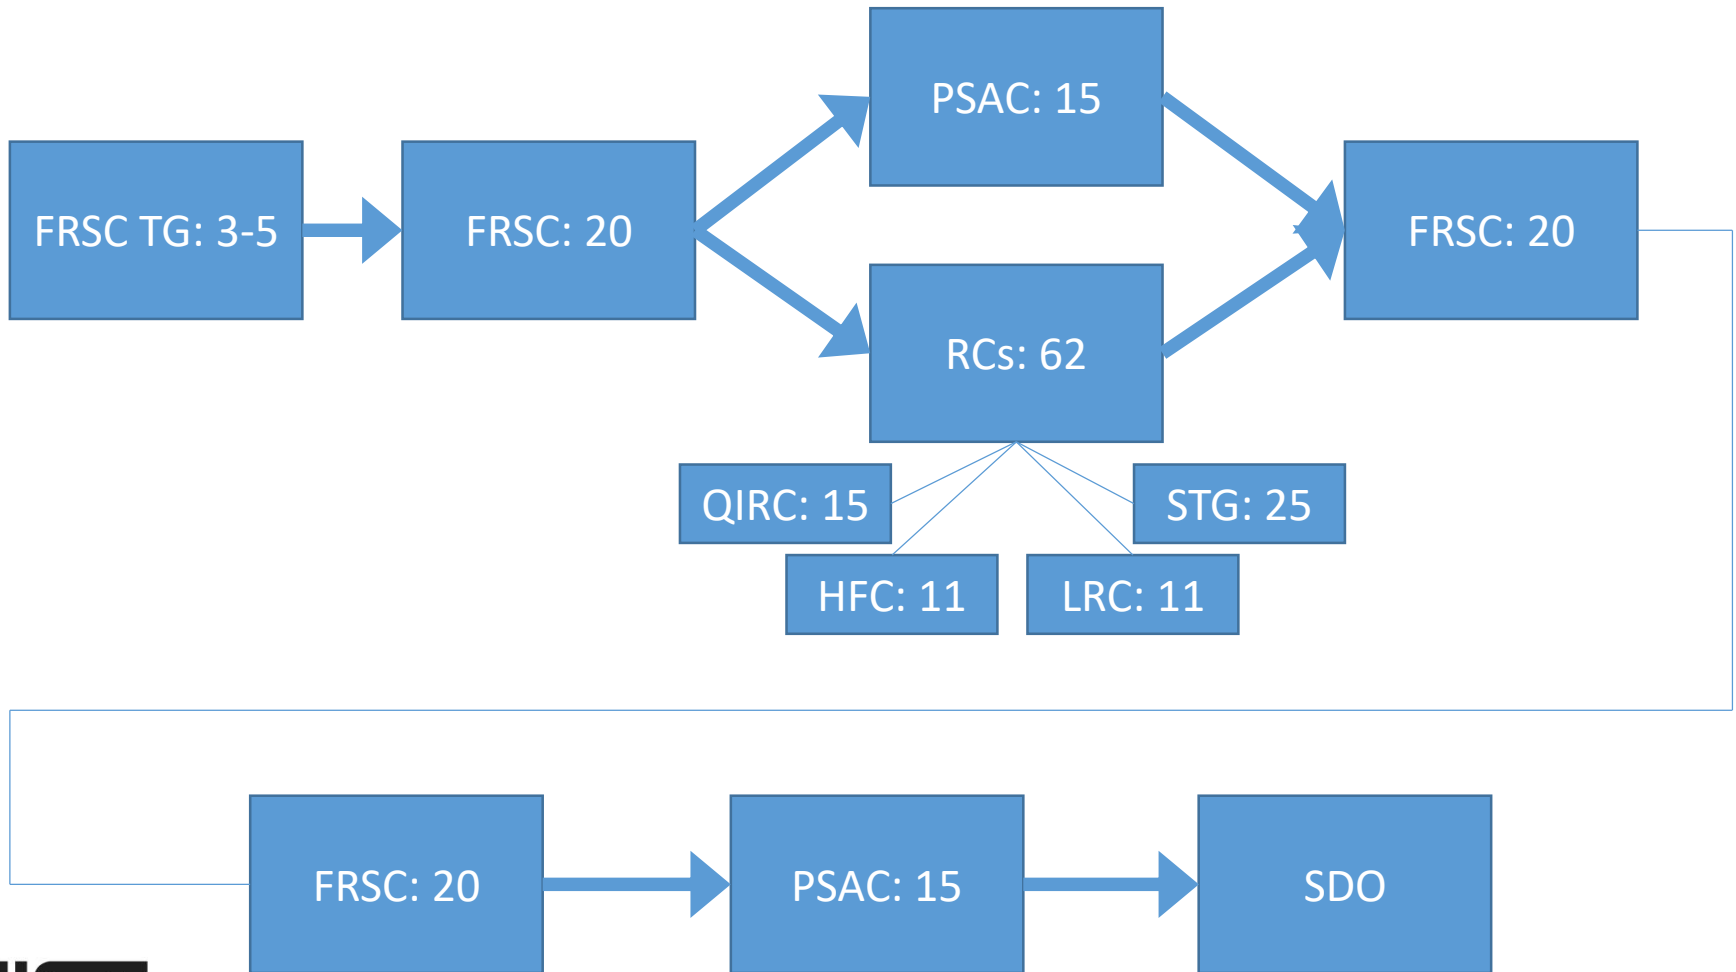 FRSC TG: 3-5
FRSC: 20
PSAC: 15
RCs: 62
FRSC: 20
QIRC: 15
STG: 25
HFC: 11
LRC: 11
FRSC: 20
PSAC: 15
SDO